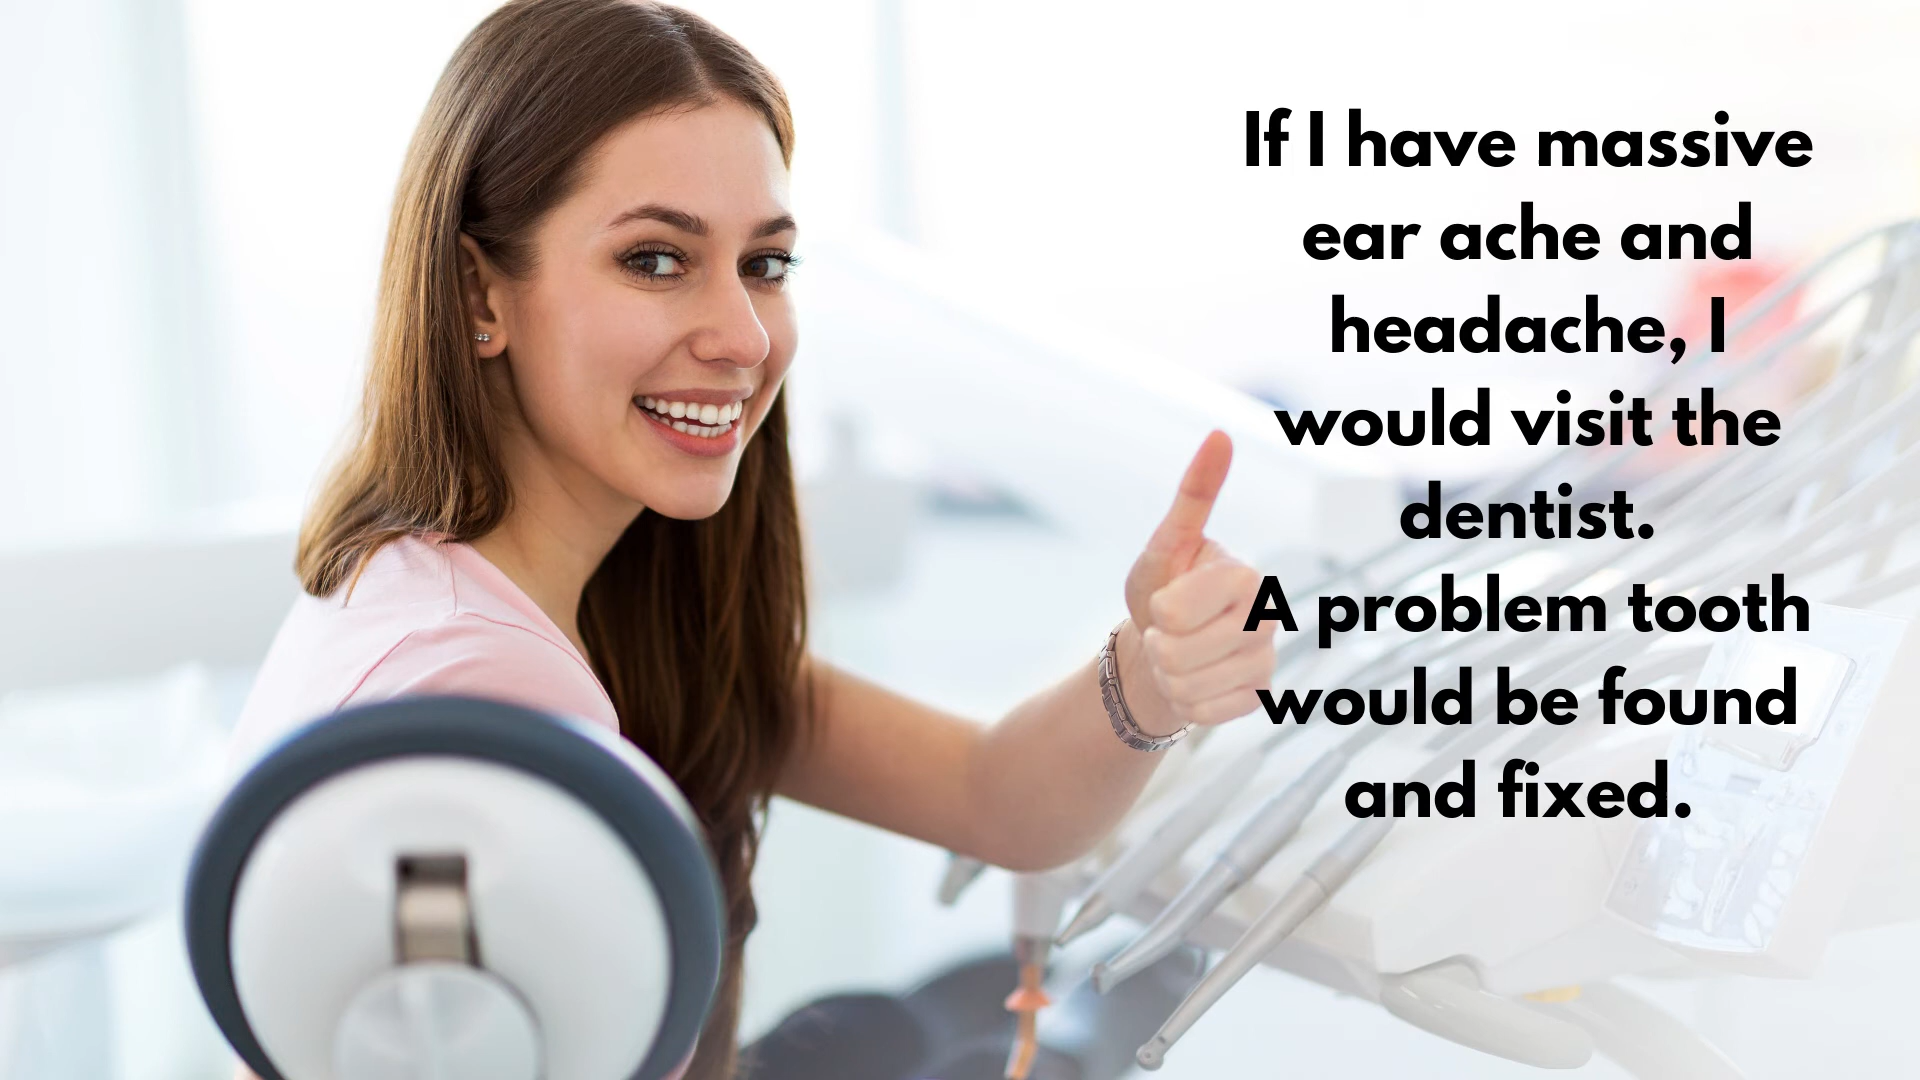 If I have massive
ear ache and
headache, I
would visit the
dentist.
A problem tooth
would be found
and fixed.